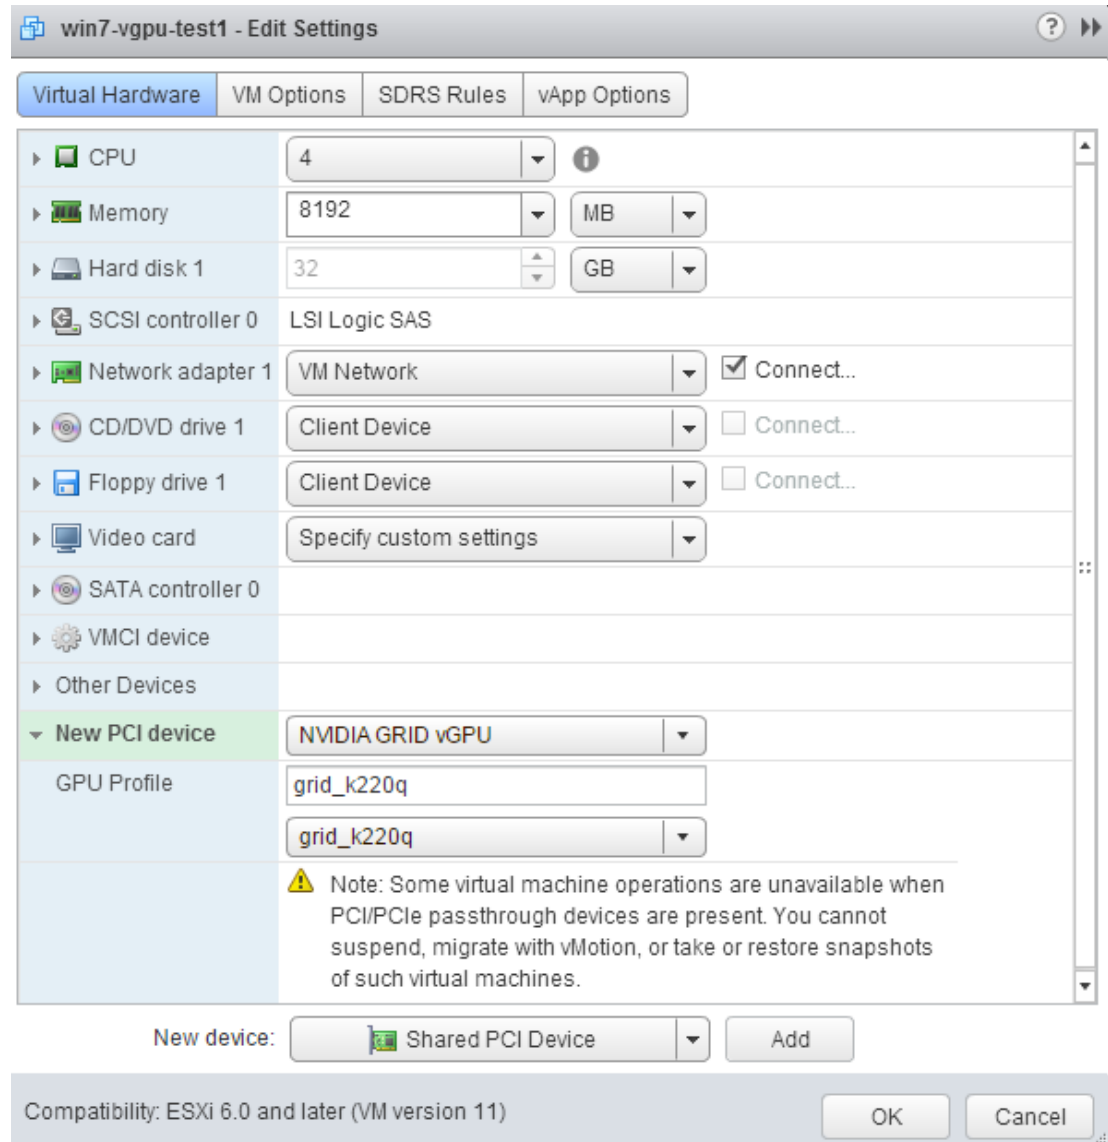 win7-vgpu-test1 - Edit Settings
?
Virtual Hardware VM Options SDRS Rules vApp Options
CPU 4
Memory 8192 MB
Hard disk 1 32 GB
SCSI controller 0 LSI Logic SAS
Network adapter 1 VM Network Connect...
CD/DVD drive 1 Client Device Connect...
Floppy drive 1 Client Device Connect...
Video card Specify custom settings
SATA controller 0
VMCI device
Other Devices
New PCI device NVIDIA GRID vGPU
GPU Profile grid_k220q
grid_k220q
Note: Some virtual machine operations are unavailable when
PCI/PCIe passthrough devices are present. You cannot
suspend, migrate with vMotion, or take or restore snapshots
of such virtual machines.
New device: Shared PCI Device Add
Compatibility: ESXi 6.0 and later (VM version 11) OK Cancel